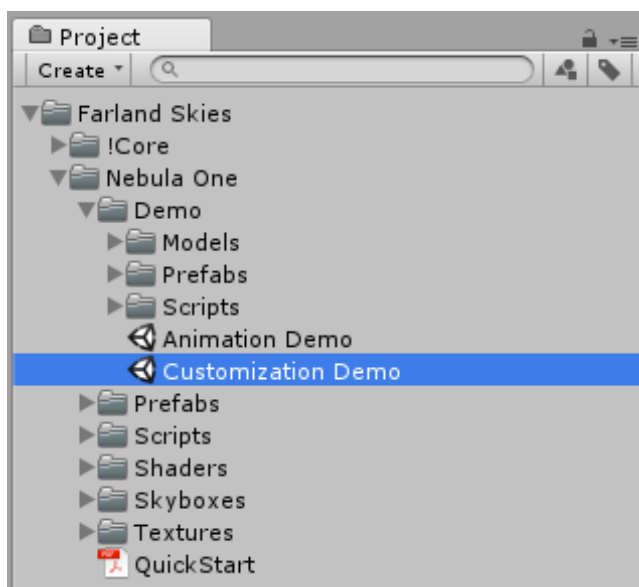 Project
Create
Farland Skies
!Core
Nebula One
Demo
Models
Prefabs
Scripts
Animation Demo
Customization Demo
Prefabs
Scripts
Shaders
Skyboxes
Textures
QuickStart